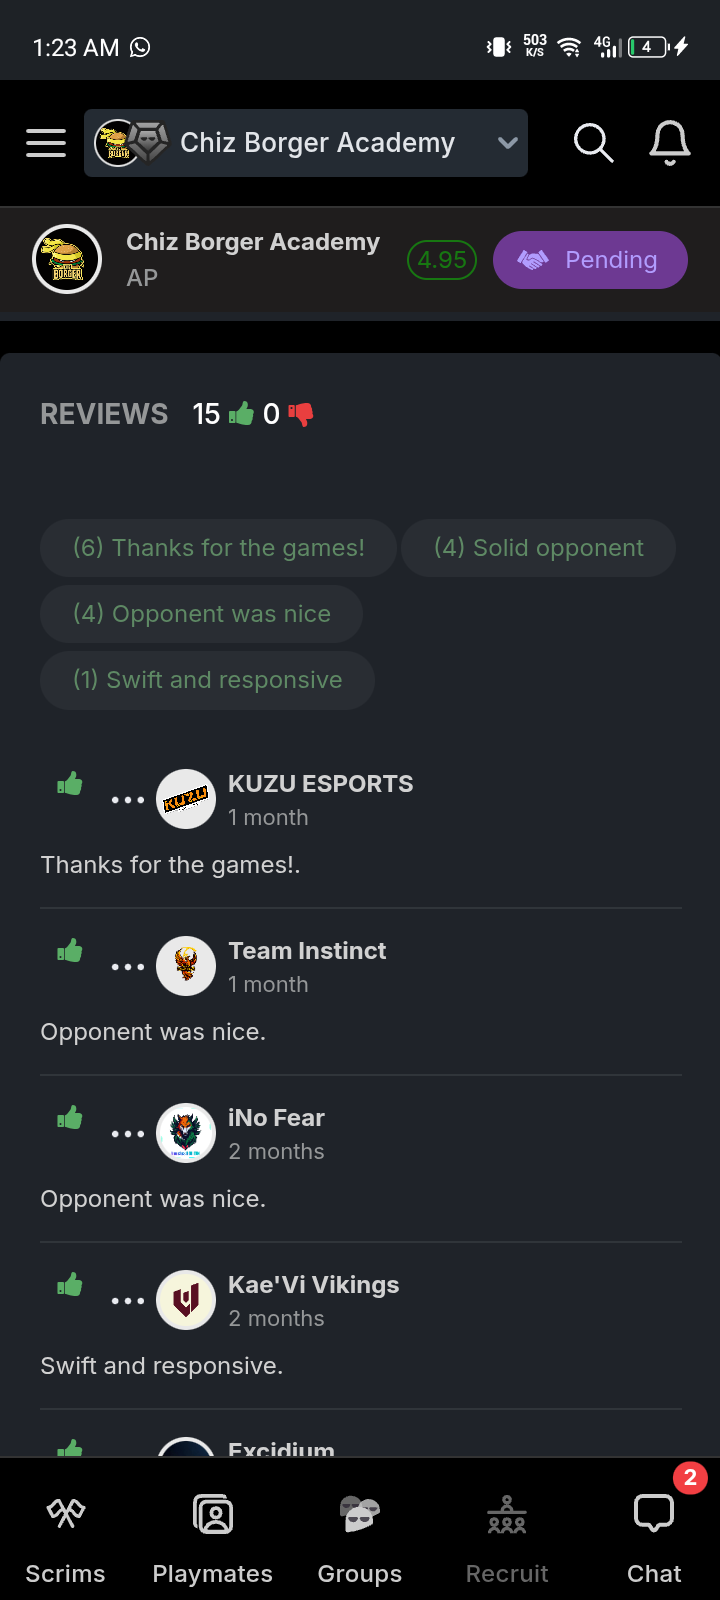 1:23 AM
503
K/S
4G
4
Chiz Borger Academy
BORGER
Chiz Borger Academy
AP
4.95
Pending
BORGER
REVIEWS 15 0
(6) Thanks for the games!
(4) Solid opponent
(4) Opponent was nice
(1) Swift and responsive
KUZU
KUZU ESPORTS
1 month
Thanks for the games!.
Team Instinct
1 month
Opponent was nice.
iNo Fear
2 months
Opponent was nice.
Kae'Vi Vikings
2 months
Swift and responsive.
Excidium
2
Scrims
Playmates
Groups
Recruit
Chat